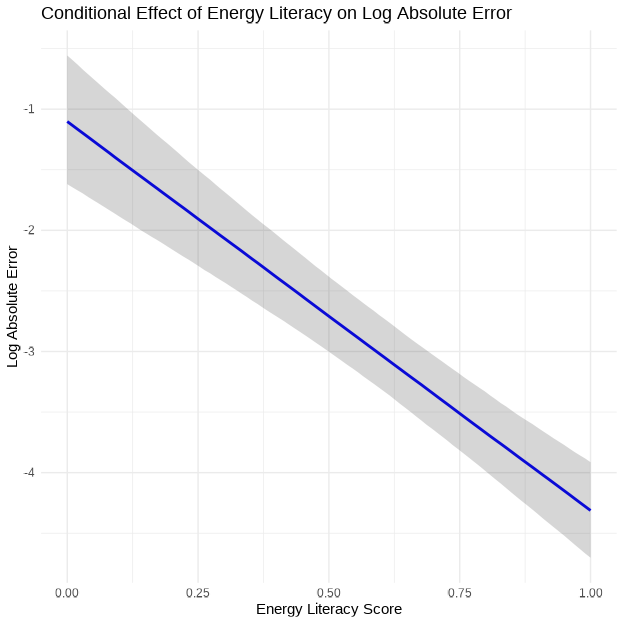 Conditional Effect of Energy Literacy on Log Absolute Error
Log Absolute Error
-1
-2
-3
-4
0.00 0.25 0.50 0.75 1.00
Energy Literacy Score